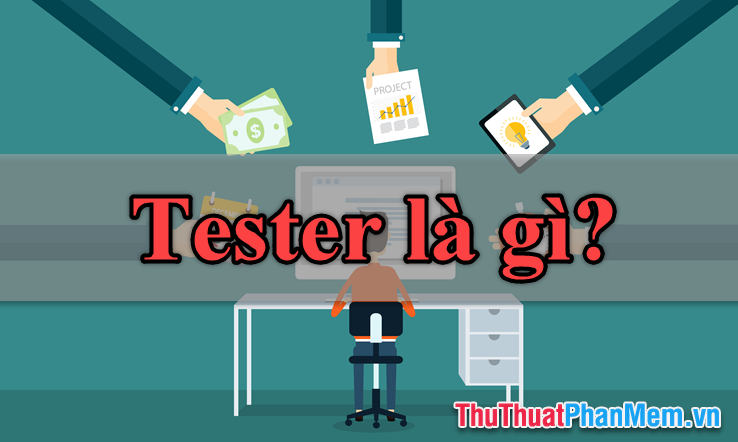 PROJECT
Tester là gì?
ThuThuatPhanMem.vn